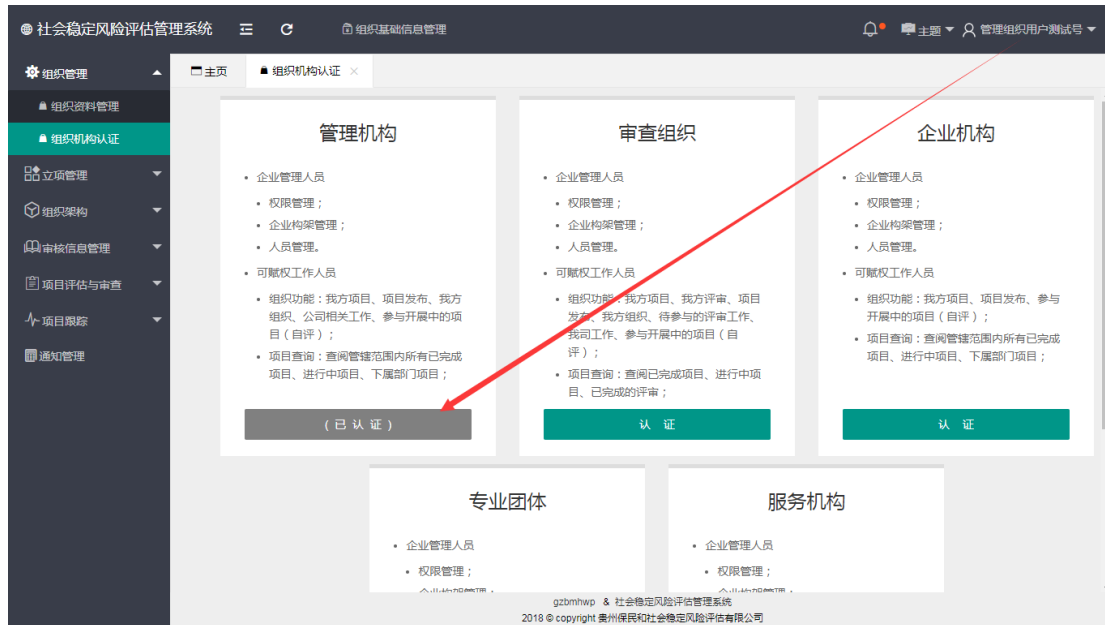 社会稳定风险评估管理系统
组织基础信息管理
主题
管理组织用户测试号
组织管理
组织资料管理
组织机构认证
立项管理
组织架构
审核信息管理
项目评估与审查
项目跟踪
通知管理
主页
组织机构认证
管理机构
• 企业管理人员
• 权限管理；
• 企业构架管理；
• 人员管理。
• 可赋权工作人员
• 组织功能：我方项目、项目发布、我方
组织、公司相关工作、参与开展中的项
目（自评）；
• 项目查询：查阅管辖范围内所有已完成
项目、进行中项目、下属部门项目；
（已认证）
审查组织
• 企业管理人员
• 权限管理；
• 企业构架管理；
• 人员管理。
• 可赋权工作人员
• 组织功能：我方项目、我方评审、项目
发布、我方组织、待参与的评审工作、
我司工作、参与开展中的项目（自
评）；
• 项目查询：查阅已完成项目、进行中项
目、已完成的评审；
认 证
企业机构
• 企业管理人员
• 权限管理；
• 企业构架管理；
• 人员管理。
• 可赋权工作人员
• 组织功能：我方项目、项目发布、参与
开展中的项目（自评）；
• 项目查询：查阅管辖范围内所有已完成
项目、进行中项目、下属部门项目；
认 证
专业团体
• 企业管理人员
• 权限管理；
服务机构
• 企业管理人员
• 权限管理；
gzbmhwp & 社会稳定风险评估管理系统
2018 © copyright 贵州保民和社会稳定风险评估有限公司